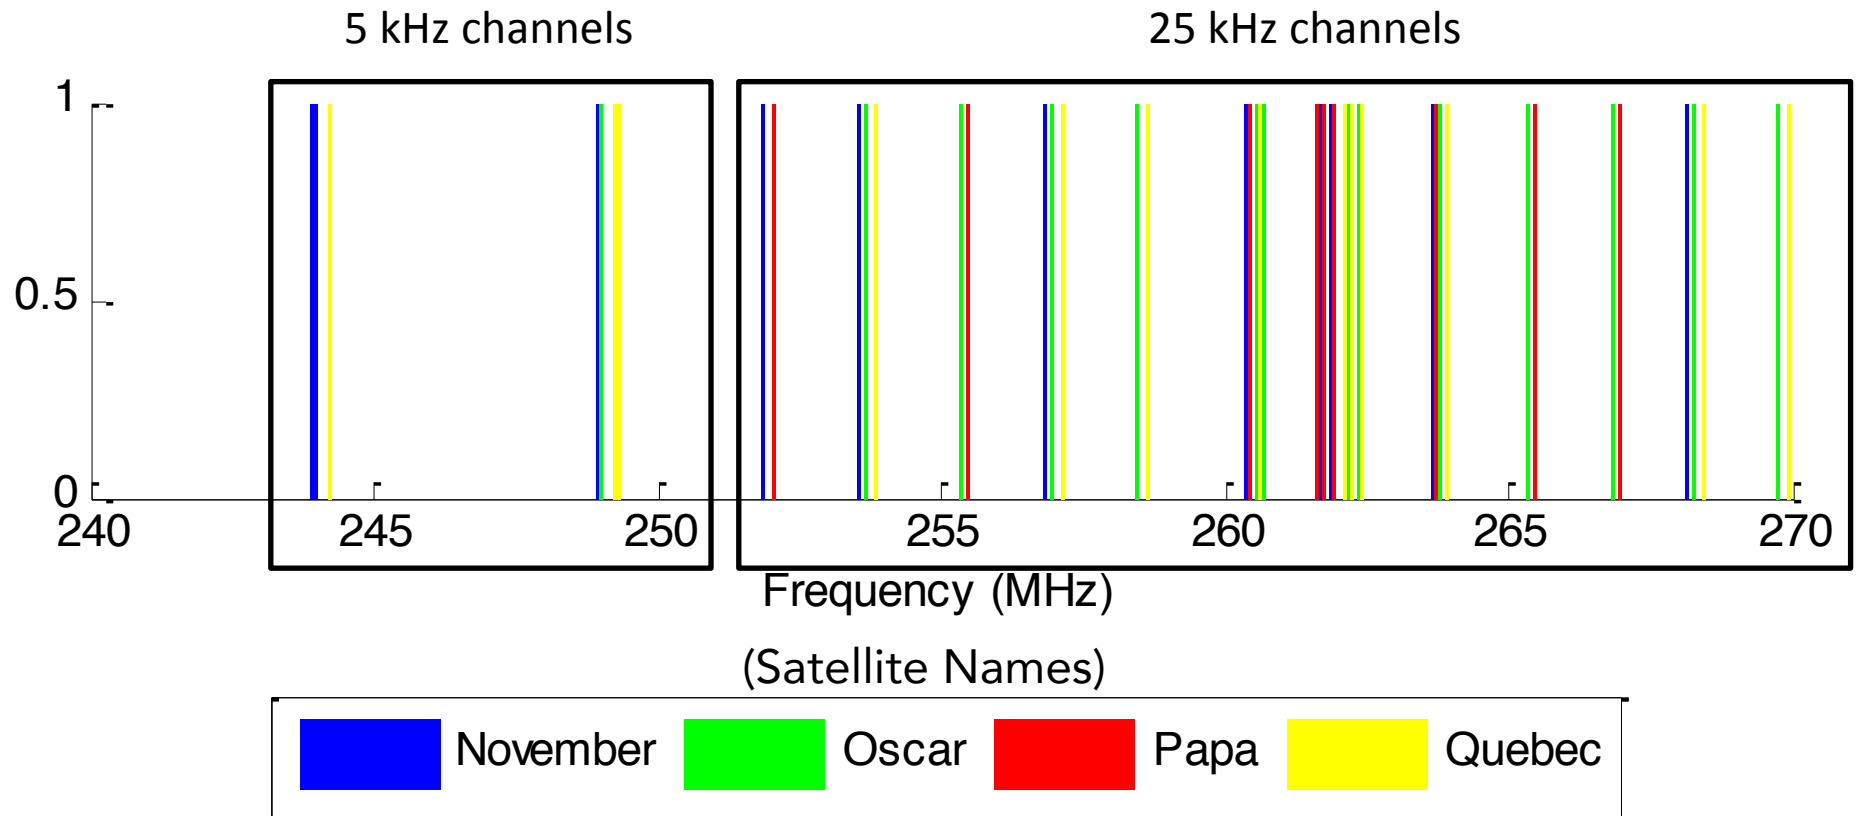 5 kHz channels 25 kHz channels
1
0.5
0
240 245 250 255 260 265 270
Frequency (MHz)
(Satellite Names)
November Oscar Papa Quebec